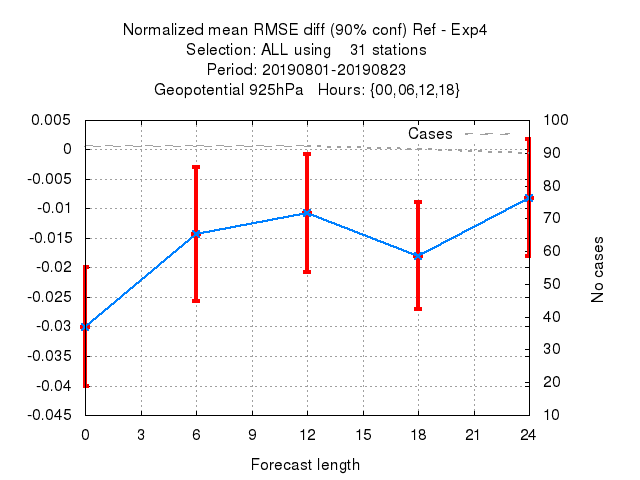 Normalized mean RMSE diff (90% conf) Ref - Exp4
Selection: ALL using    31 stations
Period: 20190801-20190823
Geopotential 925hPa   Hours: {00,06,12,18}
Cases
0.005
0
-0.005
-0.01
-0.015
-0.02
-0.025
-0.03
-0.035
-0.04
-0.045
100
90
80
70
60
50
40
30
20
10
No cases
0 3 6 9 12 15 18 21 24
Forecast length